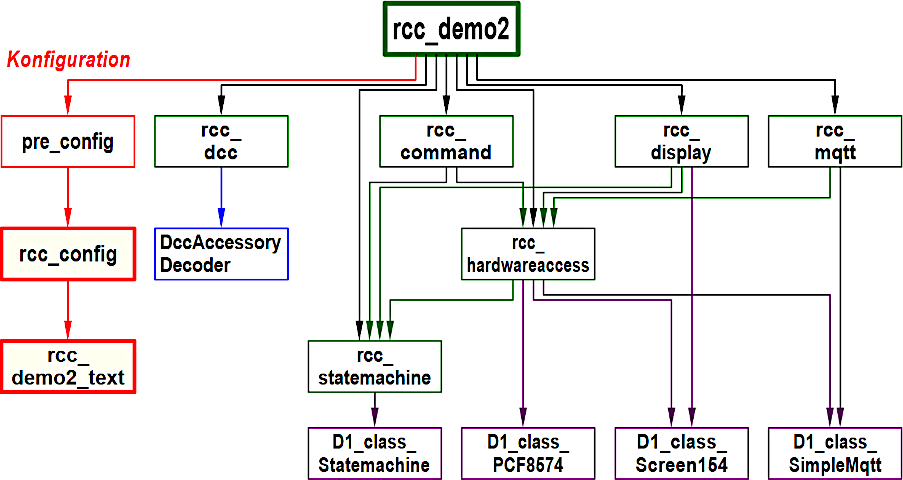 rcc_demo2
Konfiguration
pre_config
rcc_
dcc
rcc_
command
rcc_
display
rcc_
mqtt
rcc_config
DccAccessory
Decoder
rcc_
hardwareaccess
rcc_
demo2_text
rcc_
statemachine
D1_class_
Statemachine
D1_class_
PCF8574
D1_class_
Screen154
D1_class_
SimpleMqtt